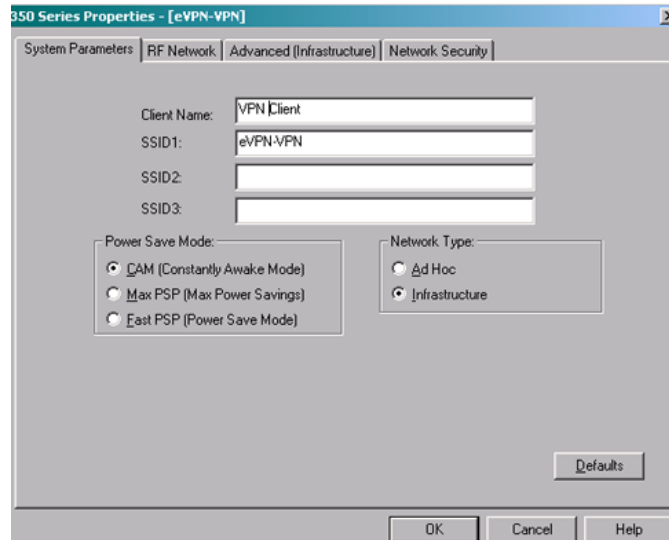 350 Series Properties - [eVPN-VPN]
System Parameters RF Network Advanced (Infrastructure) Network Security
Client Name: VPN Client
SSID1: eVPN-VPN
SSID2:
SSID3:
Power Save Mode: Network Type:
CAM (Constantly Awake Mode) Ad Hoc
Max PSP (Max Power Savings) Infrastructure
Fast PSP (Power Save Mode)
Defaults
OK Cancel Help